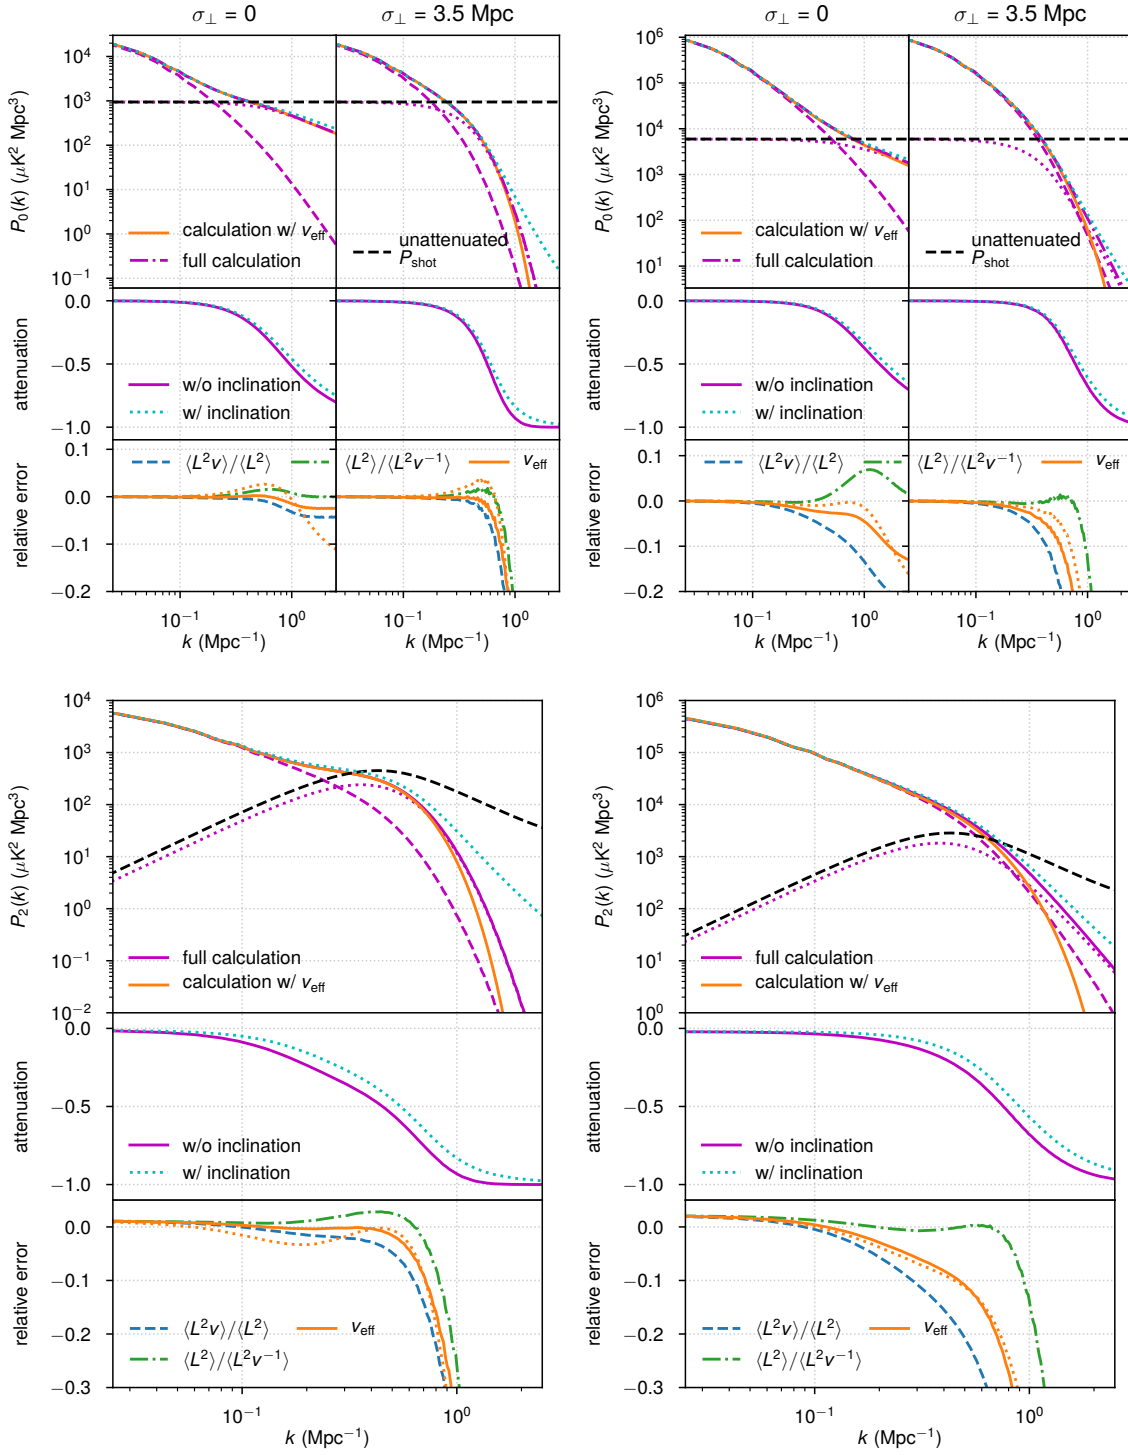 σ⊥ = 0
σ⊥ = 3.5 Mpc
10⁴
10³
10²
10¹
10⁰
10⁻¹
P₀(k) (μK² Mpc³)
calculation w/ v_eff
full calculation
unattenuated
P_shot
0.0
−0.5
−1.0
attenuation
w/o inclination
w/ inclination
0.1
0.0
−0.1
−0.2
relative error
⟨L²v⟩/⟨L²⟩
⟨L²⟩/⟨L²v⁻¹⟩
v_eff
10⁻¹
10⁰
10⁻¹
10⁰
k (Mpc⁻¹)
k (Mpc⁻¹)
σ⊥ = 0
σ⊥ = 3.5 Mpc
10⁶
10⁵
10⁴
10³
10²
10¹
P₀(k) (μK² Mpc³)
calculation w/ v_eff
full calculation
unattenuated
P_shot
0.0
−0.5
−1.0
attenuation
w/o inclination
w/ inclination
0.1
0.0
−0.1
−0.2
relative error
⟨L²v⟩/⟨L²⟩
⟨L²⟩/⟨L²v⁻¹⟩
v_eff
10⁻¹
10⁰
10⁻¹
10⁰
k (Mpc⁻¹)
k (Mpc⁻¹)
10⁴
10³
10²
10¹
10⁰
10⁻¹
10⁻²
P₂(k) (μK² Mpc³)
full calculation
calculation w/ v_eff
0.0
−0.5
−1.0
attenuation
w/o inclination
w/ inclination
0.0
−0.1
−0.2
−0.3
relative error
⟨L²v⟩/⟨L²⟩
v_eff
⟨L²⟩/⟨L²v⁻¹⟩
10⁻¹
10⁰
k (Mpc⁻¹)
10⁶
10⁵
10⁴
10³
10²
10¹
10⁰
P₂(k) (μK² Mpc³)
full calculation
calculation w/ v_eff
0.0
−0.5
−1.0
attenuation
w/o inclination
w/ inclination
0.0
−0.1
−0.2
−0.3
relative error
⟨L²v⟩/⟨L²⟩
v_eff
⟨L²⟩/⟨L²v⁻¹⟩
10⁻¹
10⁰
k (Mpc⁻¹)